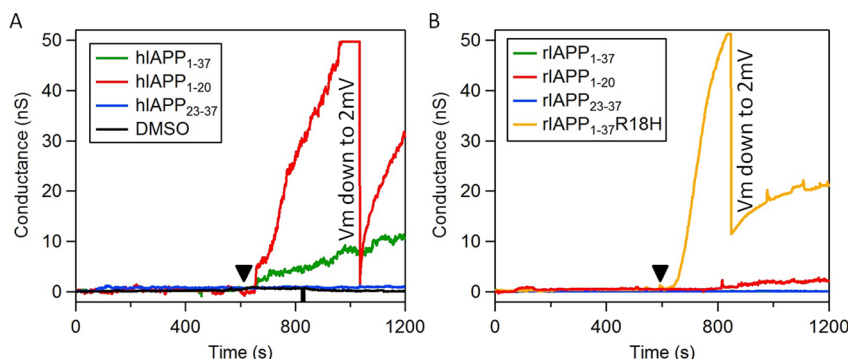 A
B
50
40
30
20
10
0
Conductance (nS)
hIAPP1-37
hIAPP1-20
hIAPP23-37
DMSO
Vm down to 2mV
0
400
800
1200
Time (s)
50
40
30
20
10
0
Conductance (nS)
rIAPP1-37
rIAPP1-20
rIAPP23-37
rIAPP1-37R18H
Vm down to 2mV
0
400
800
1200
Time (s)